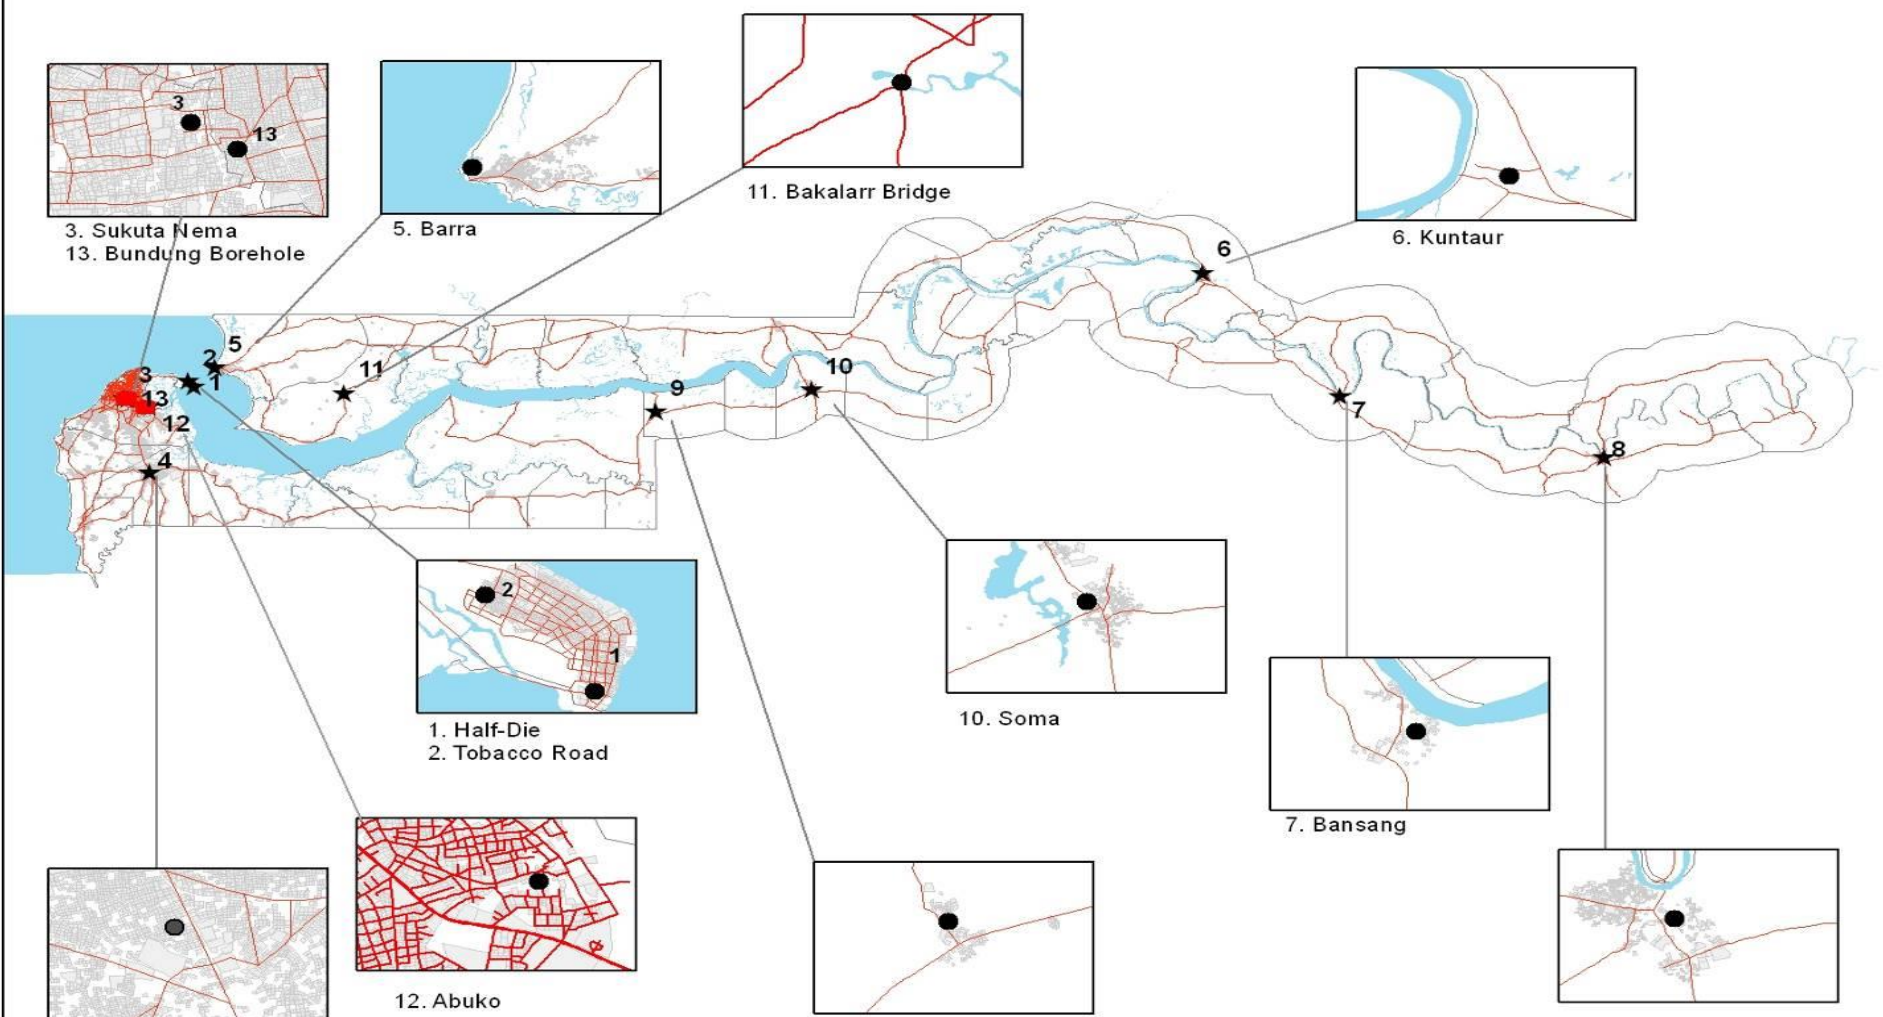 3
13
3. Sukuta Nema
13. Bundung Borehole
5. Barra
11. Bakalarr Bridge
6. Kuntaur
6
5
2
3
1
11
13
12
4
9
10
7
8
2
1
1. Half-Die
2. Tobacco Road
10. Soma
7. Bansang
12. Abuko